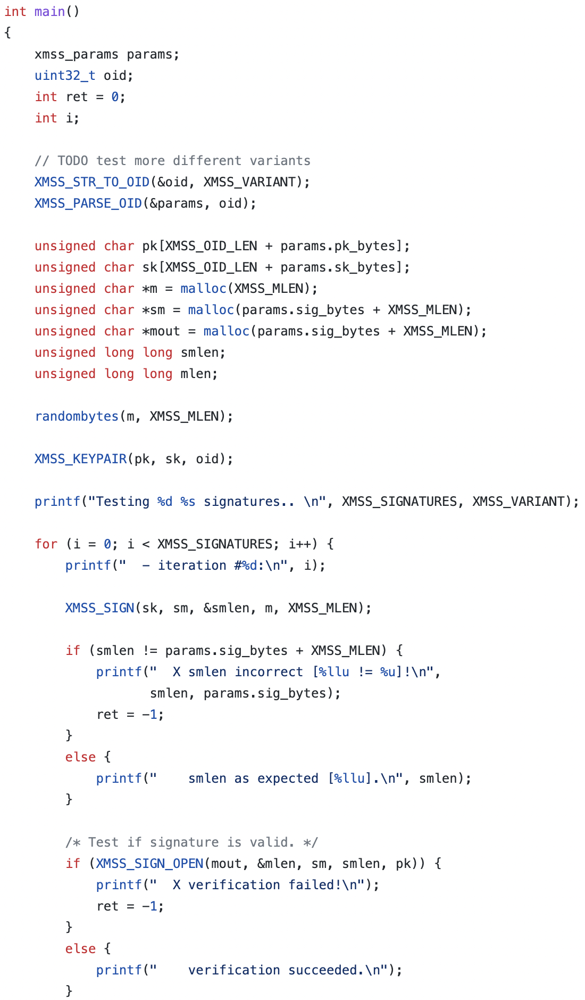 int main()
{
    xmss_params params;
    uint32_t oid;
    int ret = 0;
    int i;

    // TODO test more different variants
    XMSS_STR_TO_OID(&oid, XMSS_VARIANT);
    XMSS_PARSE_OID(&params, oid);

    unsigned char pk[XMSS_OID_LEN + params.pk_bytes];
    unsigned char sk[XMSS_OID_LEN + params.sk_bytes];
    unsigned char *m = malloc(XMSS_MLEN);
    unsigned char *sm = malloc(params.sig_bytes + XMSS_MLEN);
    unsigned char *mout = malloc(params.sig_bytes + XMSS_MLEN);
    unsigned long long smlen;
    unsigned long long mlen;

    randombytes(m, XMSS_MLEN);

    XMSS_KEYPAIR(pk, sk, oid);

    printf("Testing %d %s signatures.. \n", XMSS_SIGNATURES, XMSS_VARIANT);

    for (i = 0; i < XMSS_SIGNATURES; i++) {
        printf("  - iteration #%d:\n", i);

        XMSS_SIGN(sk, sm, &smlen, m, XMSS_MLEN);

        if (smlen != params.sig_bytes + XMSS_MLEN) {
            printf("  X smlen incorrect [%llu != %u]!\n",
                   smlen, params.sig_bytes);
            ret = -1;
        }
        else {
            printf("    smlen as expected [%llu].\n", smlen);
        }

        /* Test if signature is valid. */
        if (XMSS_SIGN_OPEN(mout, &mlen, sm, smlen, pk)) {
            printf("  X verification failed!\n");
            ret = -1;
        }
        else {
            printf("    verification succeeded.\n");
        }